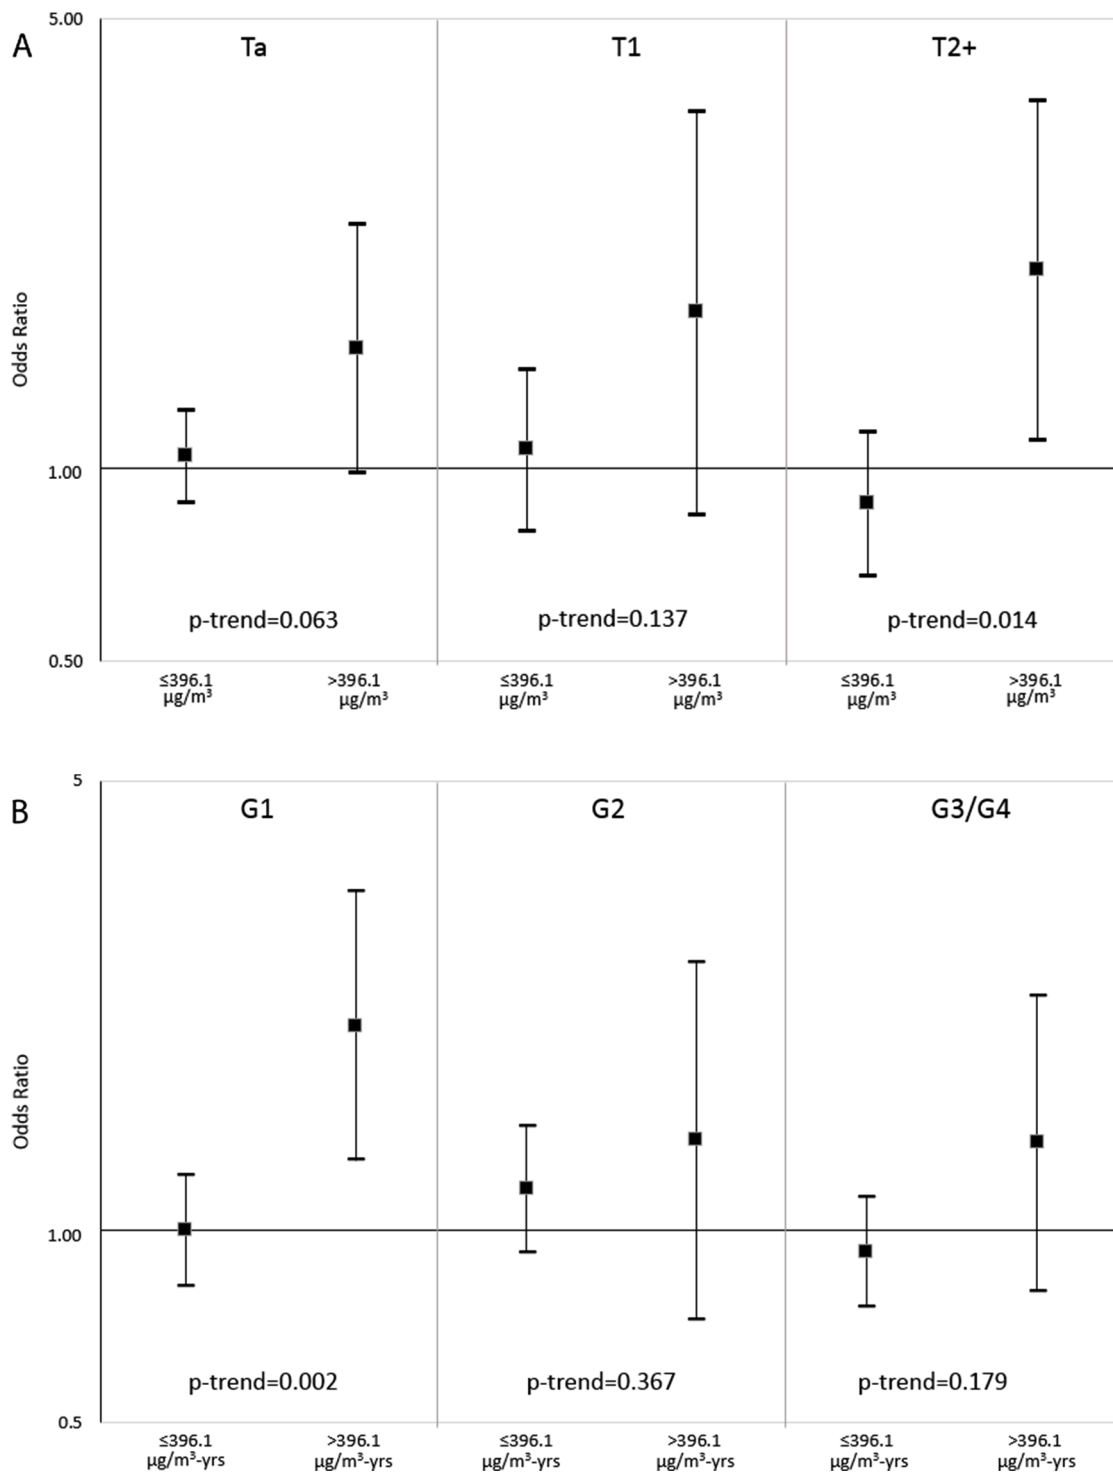 5.00
A
Ta
T1
T2+
Odds Ratio
1.00
p-trend=0.063
p-trend=0.137
p-trend=0.014
0.50
≤396.1
µg/m³
>396.1
µg/m³
≤396.1
µg/m³
>396.1
µg/m³
≤396.1
µg/m³
>396.1
µg/m³
5
B
G1
G2
G3/G4
Odds Ratio
1.00
p-trend=0.002
p-trend=0.367
p-trend=0.179
0.5
≤396.1
µg/m³-yrs
>396.1
µg/m³-yrs
≤396.1
µg/m³-yrs
>396.1
µg/m³-yrs
≤396.1
µg/m³-yrs
>396.1
µg/m³-yrs